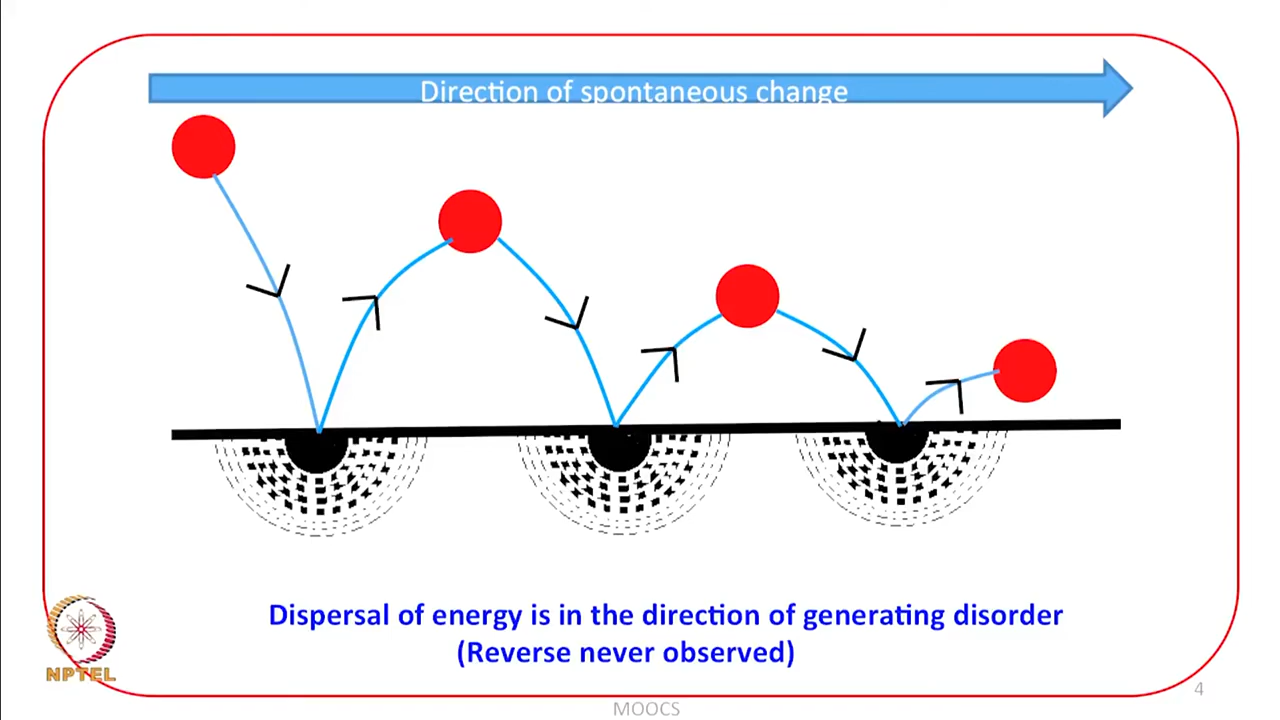 Direction of spontaneous change
Dispersal of energy is in the direction of generating disorder
(Reverse never observed)
NPTEL
4
MOOCS